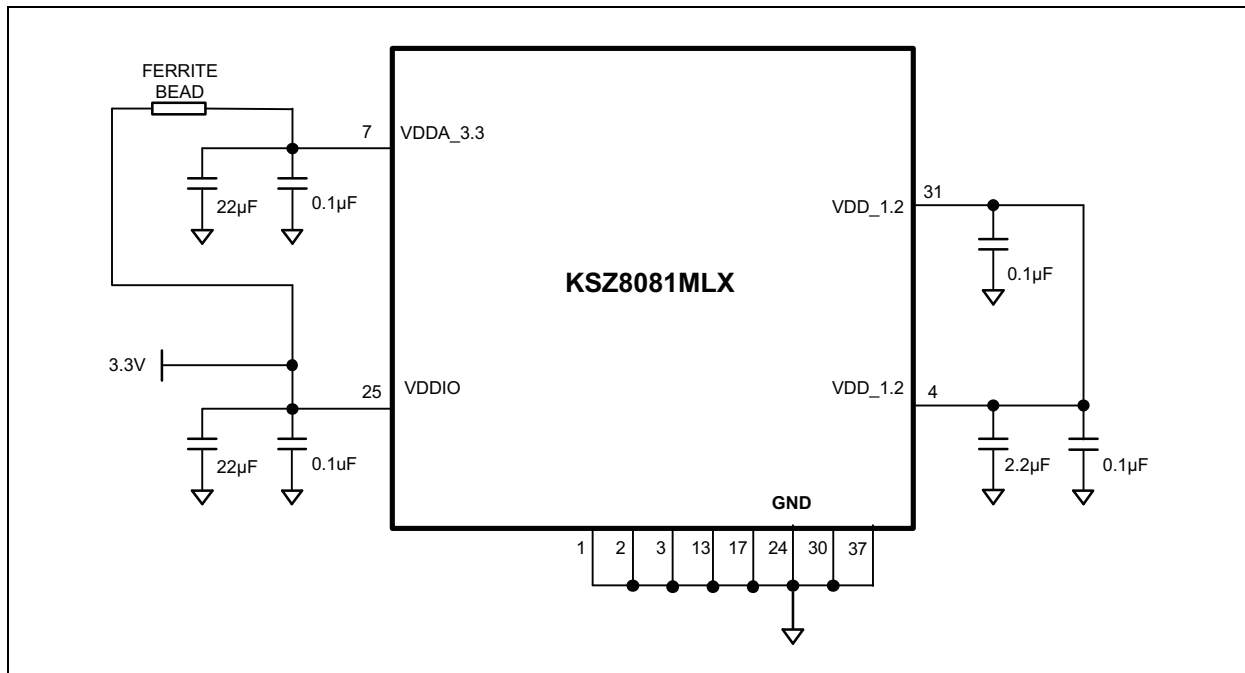 FERRITE
BEAD
7
VDDA_3.3
22µF
0.1µF
31
VDD_1.2
0.1µF
KSZ8081MLX
3.3V
25
VDDIO
VDD_1.2
4
22µF
0.1uF
2.2µF
0.1µF
GND
1 2 3 13 17 24 30 37